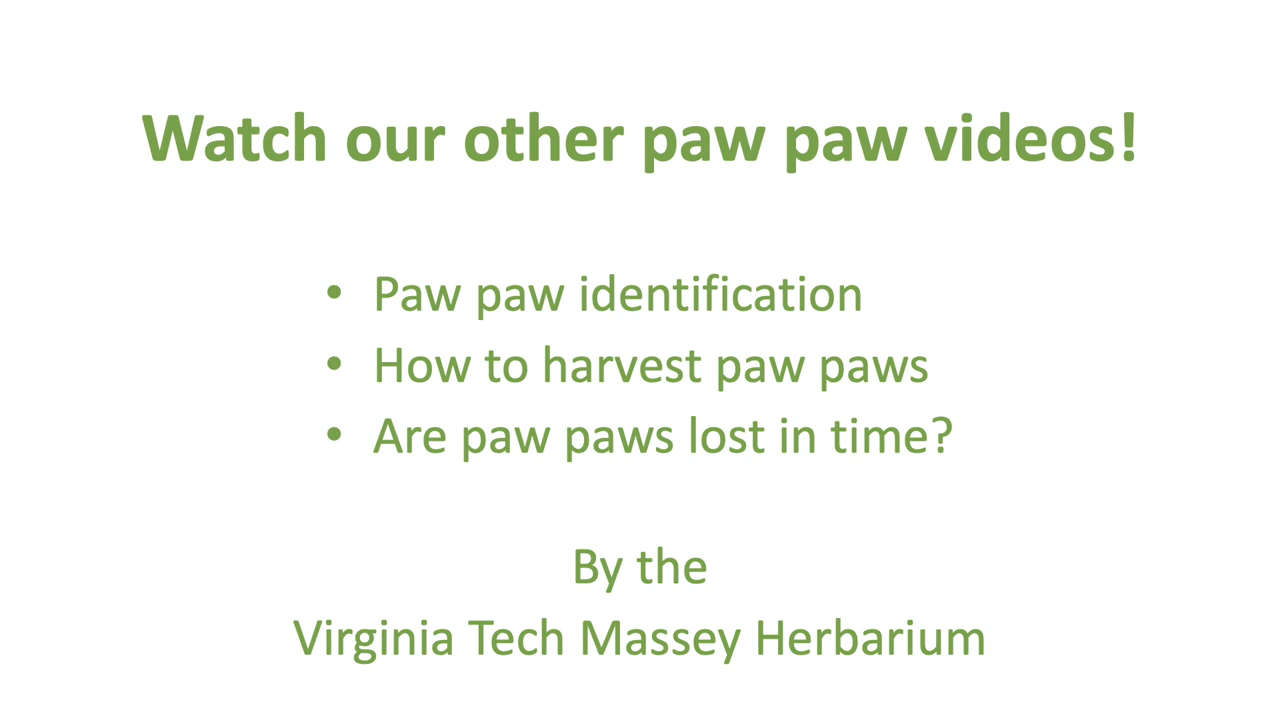 Watch our other paw paw videos!
• Paw paw identification
• How to harvest paw paws
• Are paw paws lost in time?
By the
Virginia Tech Massey Herbarium